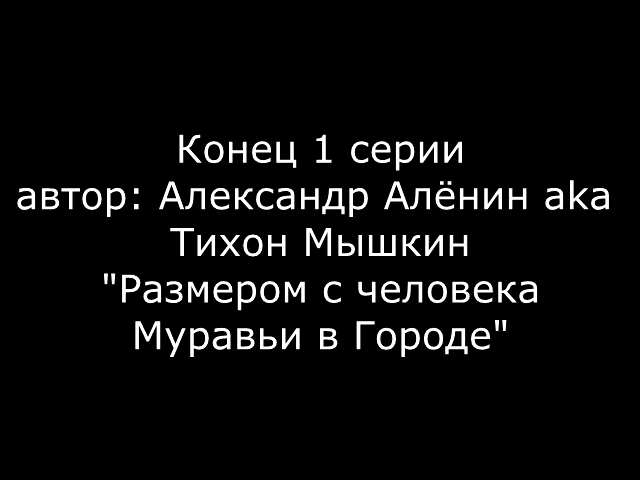 Конец 1 серии
автор: Александр Алёнин aka
Тихон Мышкин
"Размером с человека
Муравьи в Городе"